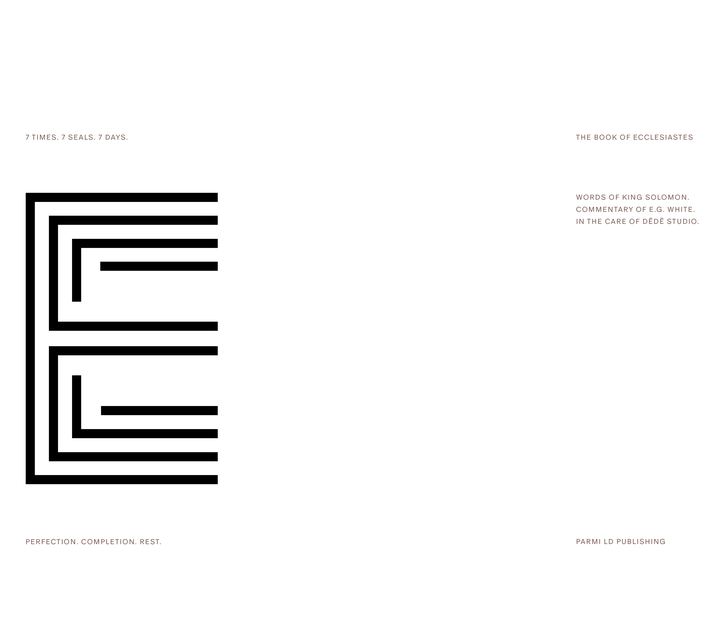 7 TIMES. 7 SEALS. 7 DAYS.
THE BOOK OF ECCLESIASTES
WORDS OF KING SOLOMON.
COMMENTARY OF E.G. WHITE.
IN THE CARE OF DĒDĒ STUDIO.
E
PERFECTION. COMPLETION. REST.
PARMI LD PUBLISHING